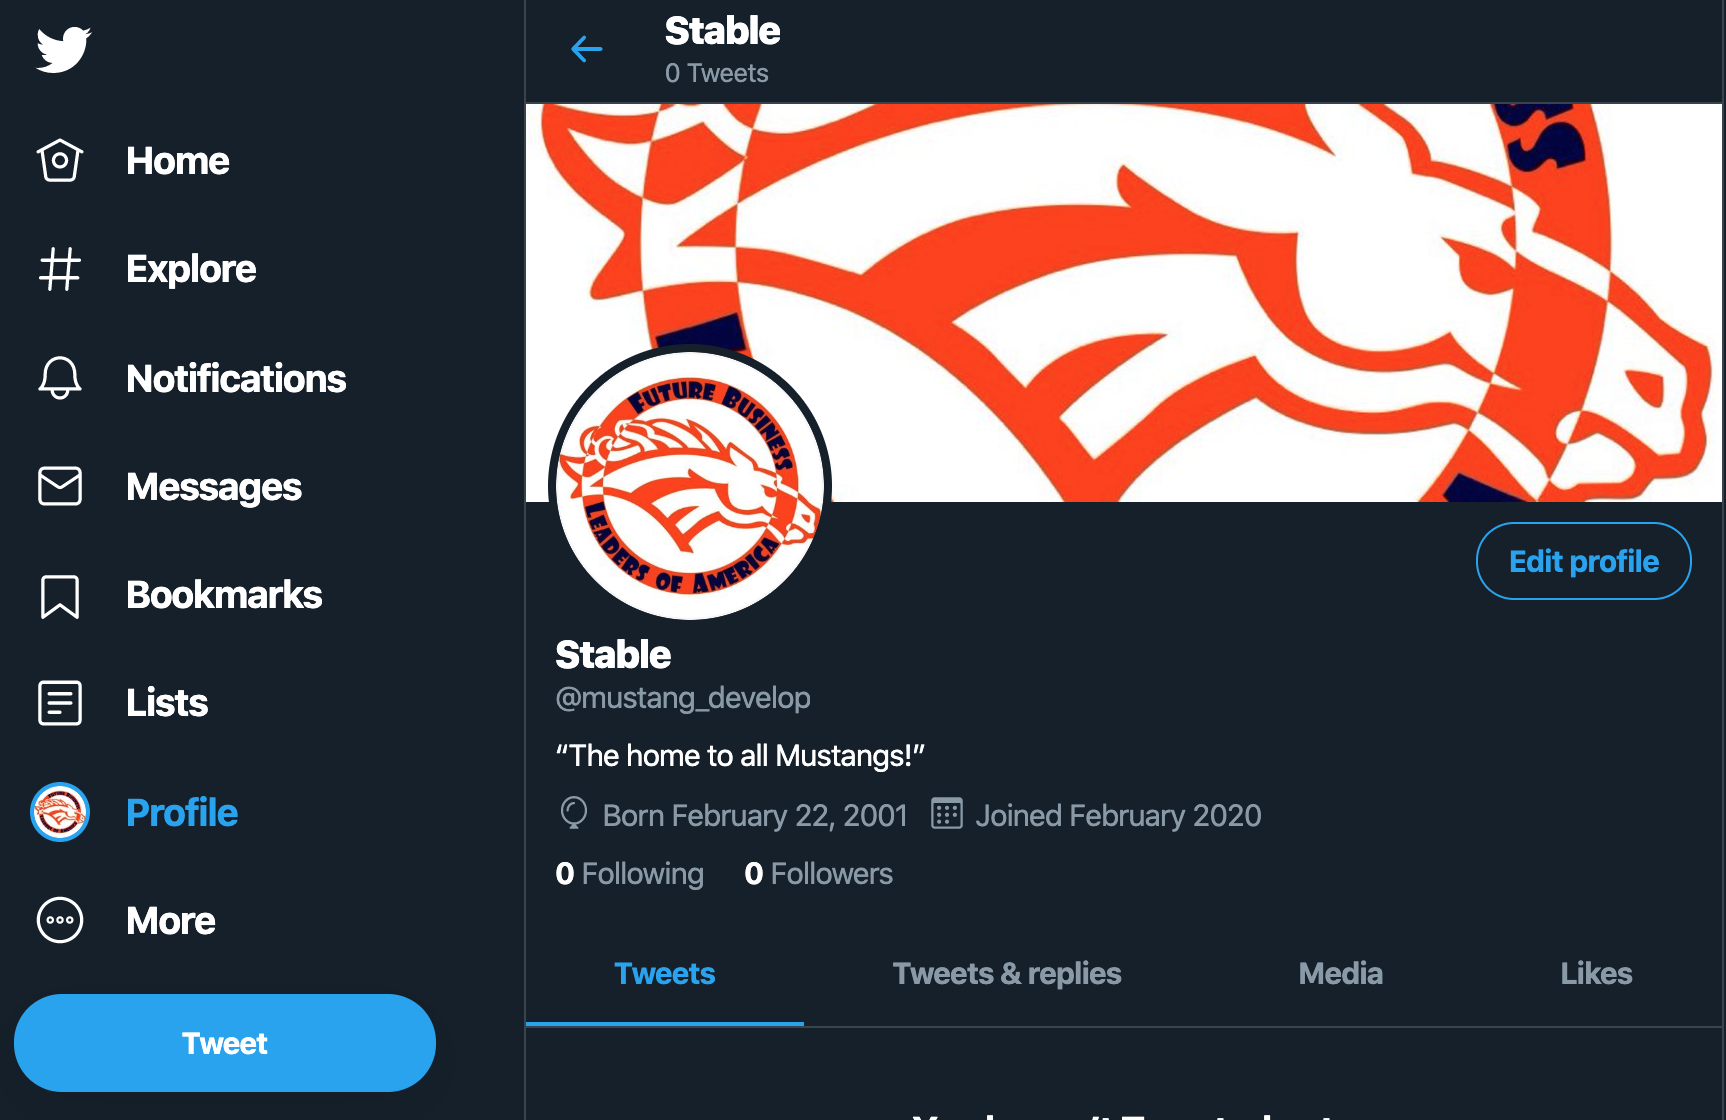 Home
Explore
Notifications
Messages
Bookmarks
Lists
Profile
More
Tweet
Stable
0 Tweets
SS
FUTURE BUSINESS
LEADERS OF AMERICA
Edit profile
Stable
@mustang_develop
“The home to all Mustangs!”
Born February 22, 2001 Joined February 2020
0 Following 0 Followers
Tweets Tweets & replies Media Likes